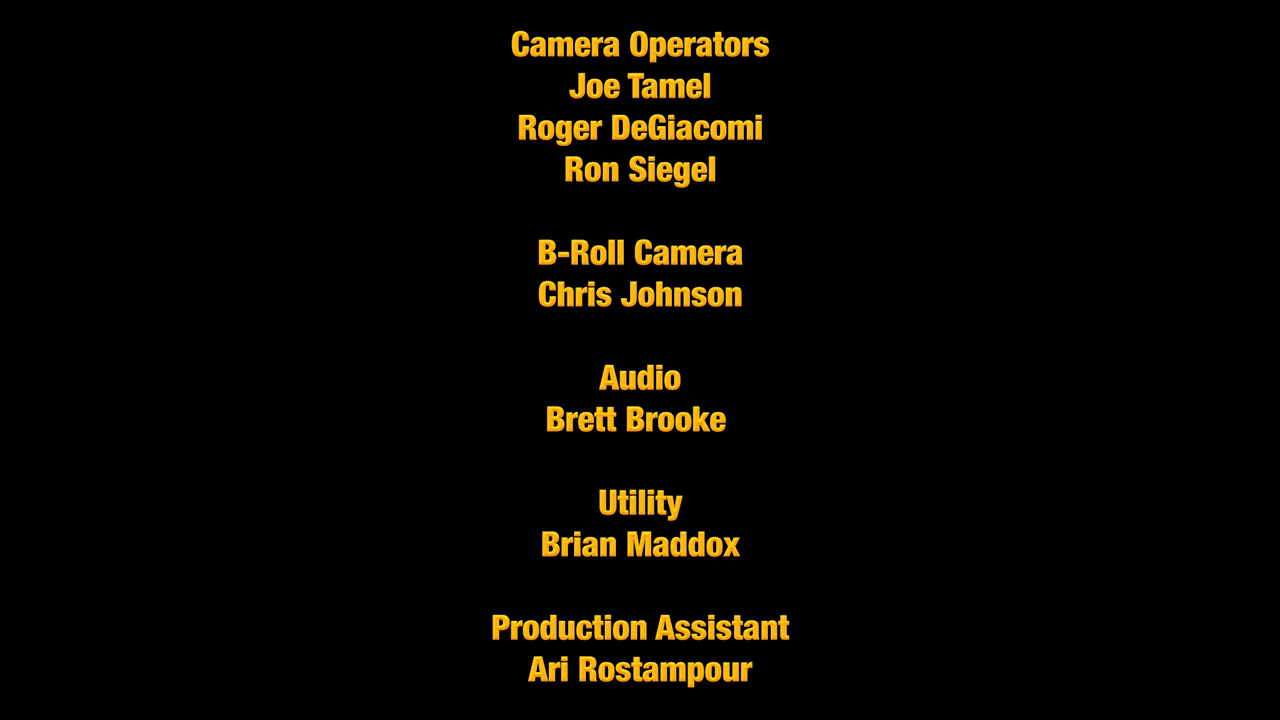 Camera Operators
Joe Tamel
Roger DeGiacomi
Ron Siegel
B-Roll Camera
Chris Johnson
Audio
Brett Brooke
Utility
Brian Maddox
Production Assistant
Ari Rostampour